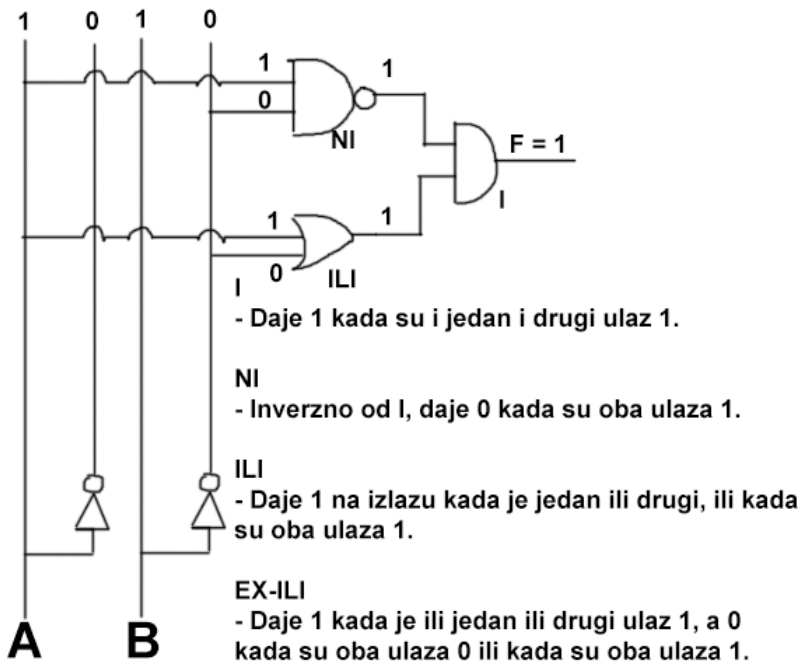 1 0 1 0
1 1
0
NI
F = 1
I
1 1
0 ILI
I
- Daje 1 kada su i jedan i drugi ulaz 1.
NI
- Inverzno od I, daje 0 kada su oba ulaza 1.
ILI
- Daje 1 na izlazu kada je jedan ili drugi, ili kada
su oba ulaza 1.
EX-ILI
- Daje 1 kada je ili jedan ili drugi ulaz 1, a 0
kada su oba ulaza 0 ili kada su oba ulaza 1.
A B